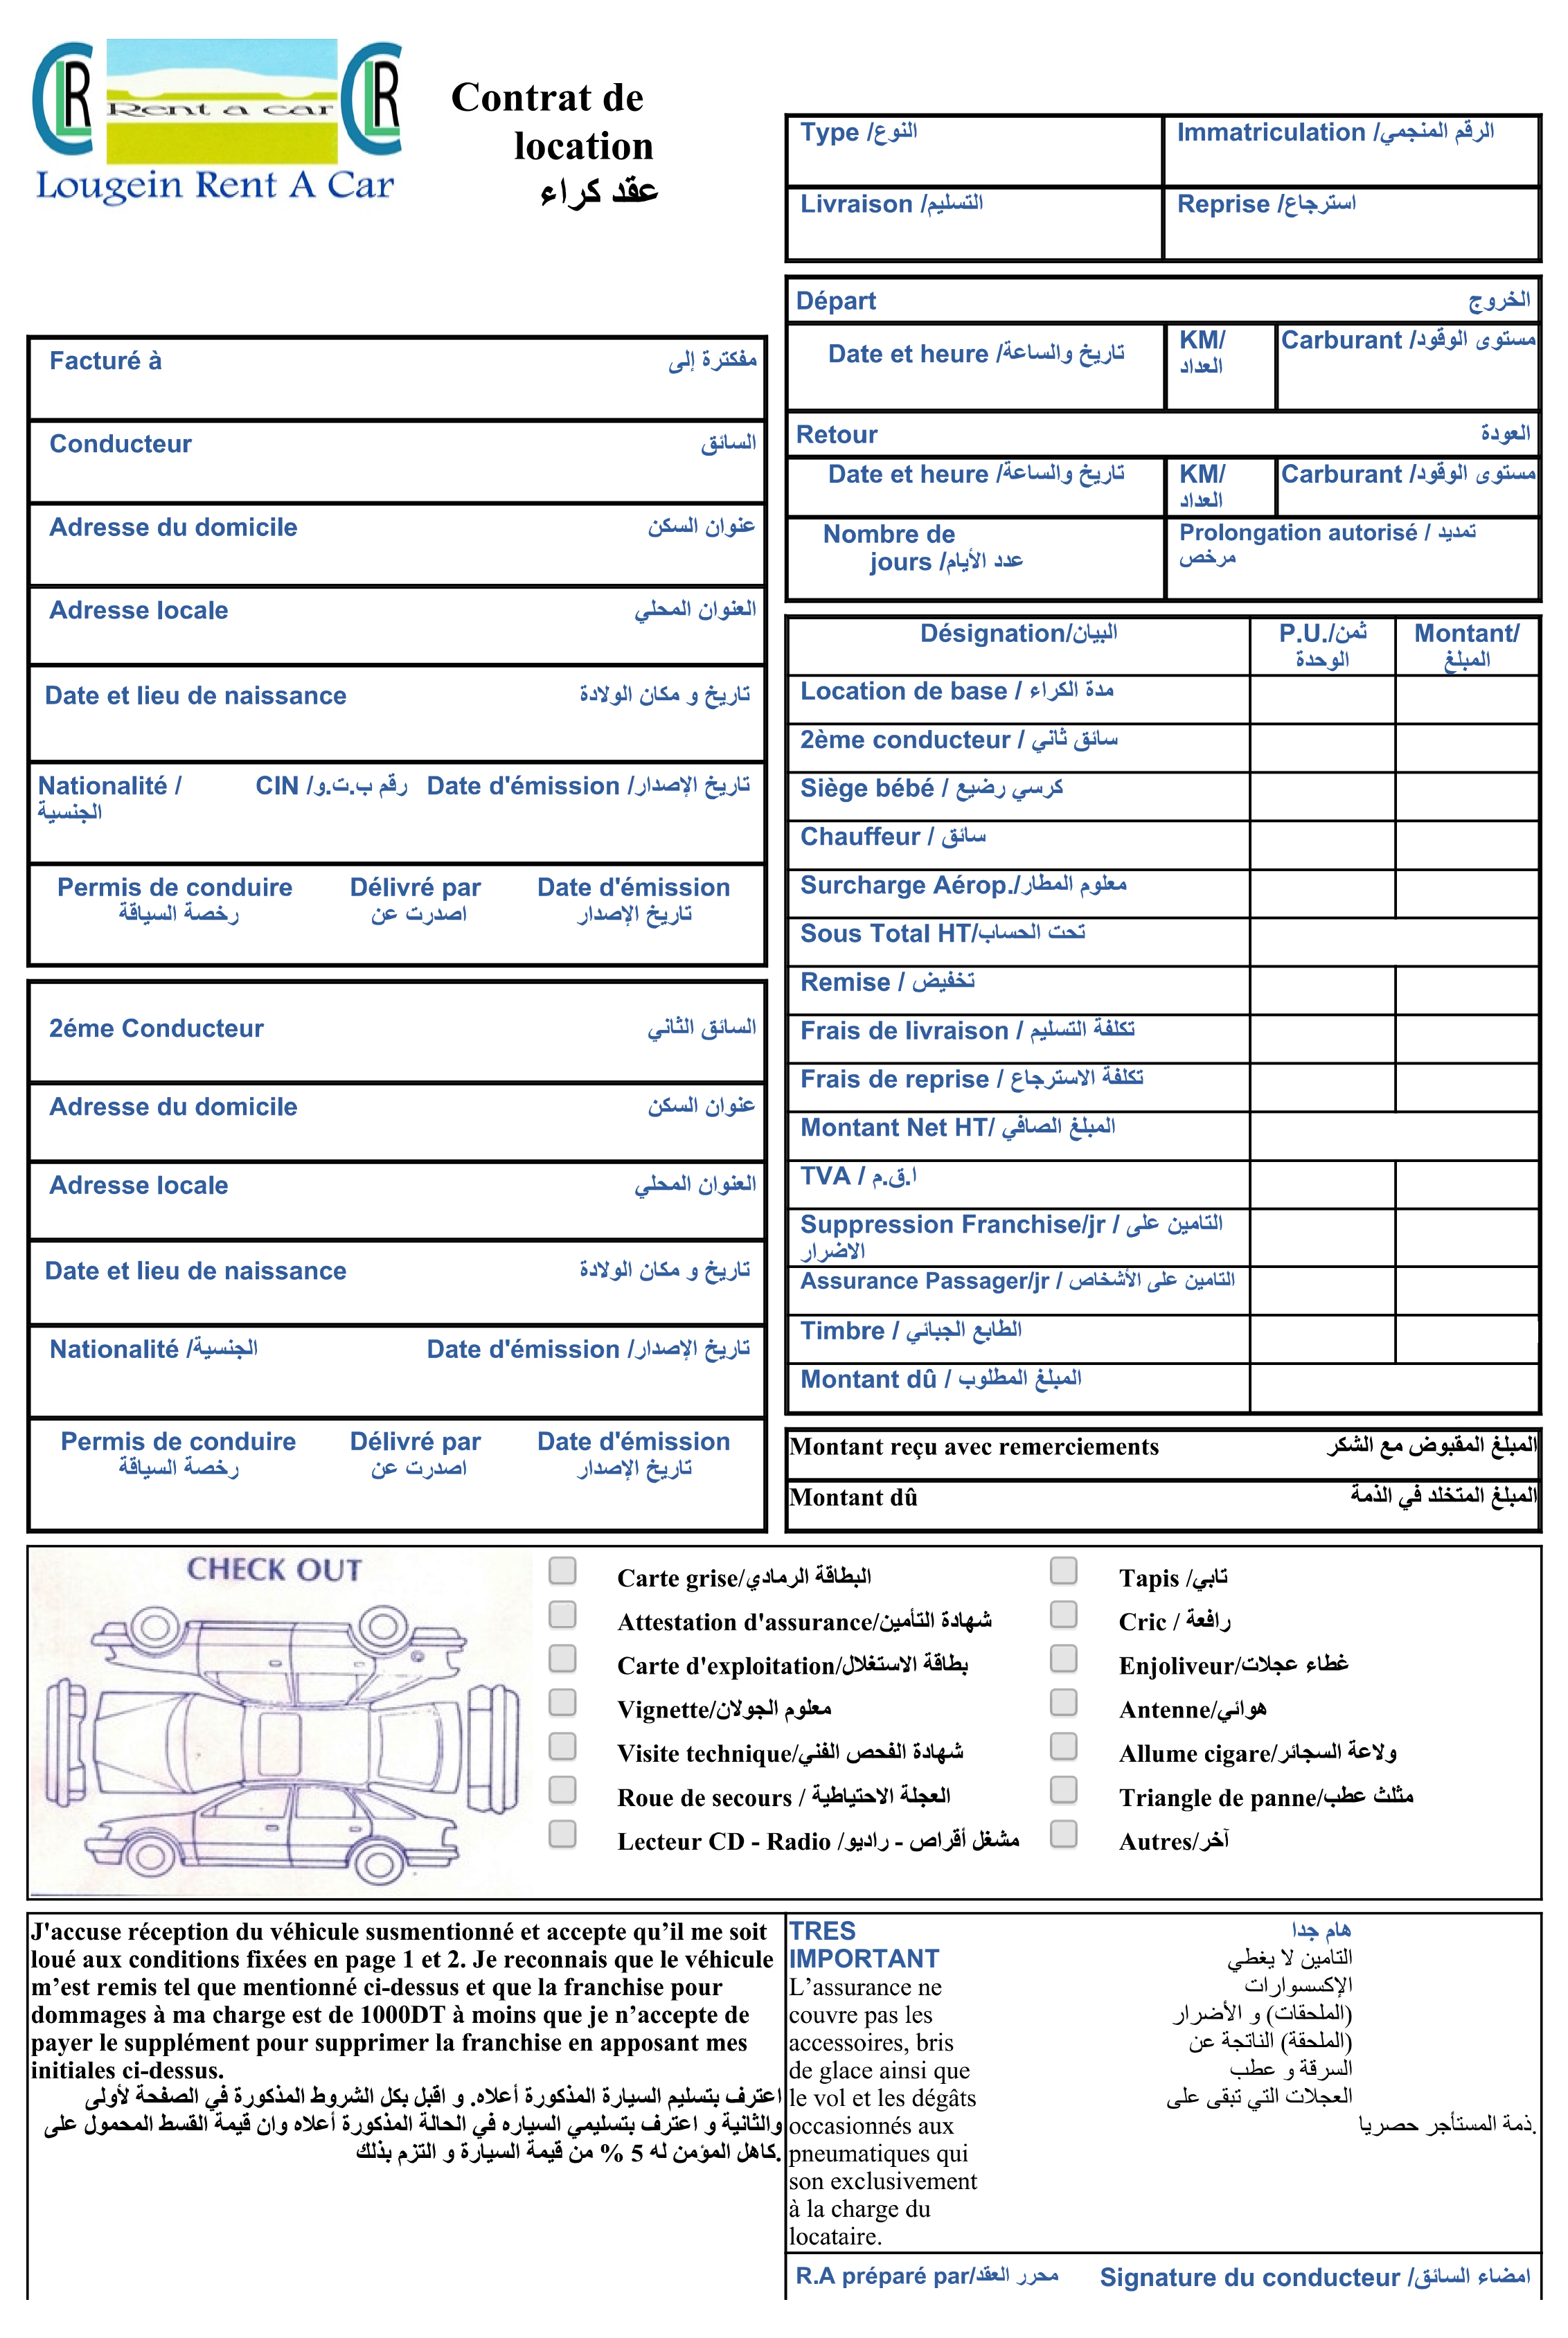 CLR Rent a car CLR
Lougein Rent A Car
Contrat de
location
عقد كراء
Type /النوع
Immatriculation /الرقم المنجمي
Livraison /التسليم
Reprise /استرجاع
Départ الخروج
Date et heure /تاريخ والساعة
KM/
العداد
Carburant /مستوى الوقود
Retour العودة
Date et heure /تاريخ والساعة
KM/
العداد
Carburant /مستوى الوقود
Nombre de
jours /عدد الأيام
Prolongation autorisé / تمديد
مرخص
Facturé à مفكترة إلى
Conducteur السائق
Adresse du domicile عنوان السكن
Adresse locale العنوان المحلي
Date et lieu de naissance تاريخ و مكان الولادة
Nationalité /
الجنسية
CIN /رقم ب.ت.و
Date d'émission /تاريخ الإصدار
Permis de conduire
رخصة السياقة
Délivré par
اصدرت عن
Date d'émission
تاريخ الإصدار
2éme Conducteur السائق الثاني
Adresse du domicile عنوان السكن
Adresse locale العنوان المحلي
Date et lieu de naissance تاريخ و مكان الولادة
Nationalité /الجنسية
Date d'émission /تاريخ الإصدار
Permis de conduire
رخصة السياقة
Délivré par
اصدرت عن
Date d'émission
تاريخ الإصدار
Désignation/البيان
P.U./ثمن
الوحدة
Montant/
المبلغ
Location de base / مدة الكراء
2ème conducteur / سائق ثاني
Siège bébé / كرسي رضيع
Chauffeur / سائق
Surcharge Aérop./معلوم المطار
Sous Total HT/تحت الحساب
Remise / تخفيض
Frais de livraison / تكلفة التسليم
Frais de reprise / تكلفة الاسترجاع
Montant Net HT/ المبلغ الصافي
TVA / ا.ق.م
Suppression Franchise/jr / التامين على
الاضرار
Assurance Passager/jr / التامين على الأشخاص
Timbre / الطابع الجبائي
Montant dû / المبلغ المطلوب
Montant reçu avec remerciements المبلغ المقبوض مع الشكر
Montant dû المبلغ المتخلد في الذمة
CHECK OUT
Carte grise/البطاقة الرمادي
Attestation d'assurance/شهادة التأمين
Carte d'exploitation/بطاقة الاستغلال
Vignette/معلوم الجولان
Visite technique/شهادة الفحص الفني
Roue de secours / العجلة الاحتياطية
Lecteur CD - Radio /مشغل أقراص - راديو
Tapis /تابي
Cric / رافعة
Enjoliveur/غطاء عجلات
Antenne/هوائي
Allume cigare/ولاعة السجائر
Triangle de panne/مثلث عطب
Autres/آخر
J'accuse réception du véhicule susmentionné et accepte qu’il me soit
loué aux conditions fixées en page 1 et 2. Je reconnais que le véhicule
m’est remis tel que mentionné ci-dessus et que la franchise pour
dommages à ma charge est de 1000DT à moins que je n’accepte de
payer le supplément pour supprimer la franchise en apposant mes
initiales ci-dessus.
اعترف بتسليم السيارة المذكورة أعلاه. و اقبل بكل الشروط المذكورة في الصفحة لأولى
والثانية و اعترف بتسليمي السياره في الحالة المذكورة أعلاه وان قيمة القسط المحمول على
كاهل المؤمن له 5 % من قيمة السيارة و التزم بذلك.
TRES
IMPORTANT
L’assurance ne
couvre pas les
accessoires, bris
de glace ainsi que
le vol et les dégâts
occasionnés aux
pneumatiques qui
son exclusivement
à la charge du
locataire.
هام جدا
التامين لا يغطي
الإكسسوارات
(الملحقات) و الأضرار
(الملحقة) الناتجة عن
السرقة و عطب
العجلات التي تبقى على
ذمة المستأجر حصريا.
R.A préparé par/محرر العقد
Signature du conducteur /امضاء السائق